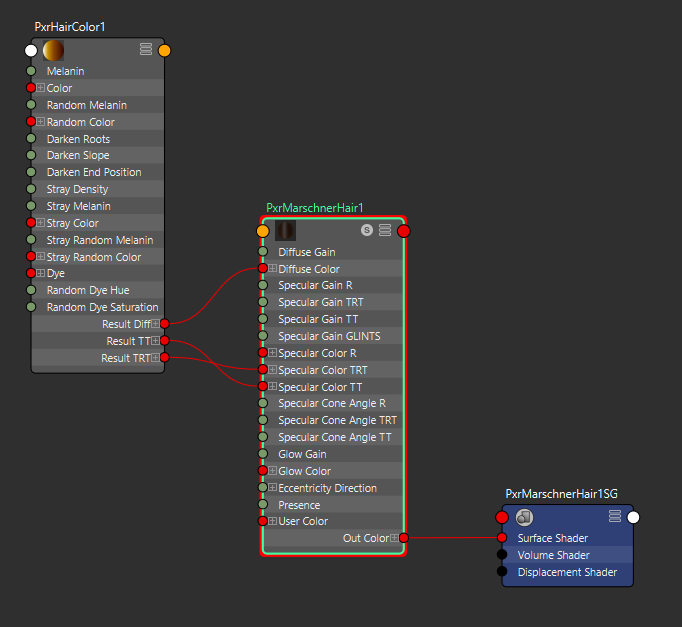 PxrHairColor1
Melanin
Color
Random Melanin
Random Color
Darken Roots
Darken Slope
Darken End Position
Stray Density
Stray Melanin
Stray Color
Stray Random Melanin
Stray Random Color
Dye
Random Dye Hue
Random Dye Saturation
Result Diff
Result TT
Result TRT
PxrMarschnerHair1
S
Diffuse Gain
Diffuse Color
Specular Gain R
Specular Gain TRT
Specular Gain TT
Specular Gain GLINTS
Specular Color R
Specular Color TRT
Specular Color TT
Specular Cone Angle R
Specular Cone Angle TRT
Specular Cone Angle TT
Glow Gain
Glow Color
Eccentricity Direction
Presence
User Color
Out Color
PxrMarschnerHair1SG
Surface Shader
Volume Shader
Displacement Shader